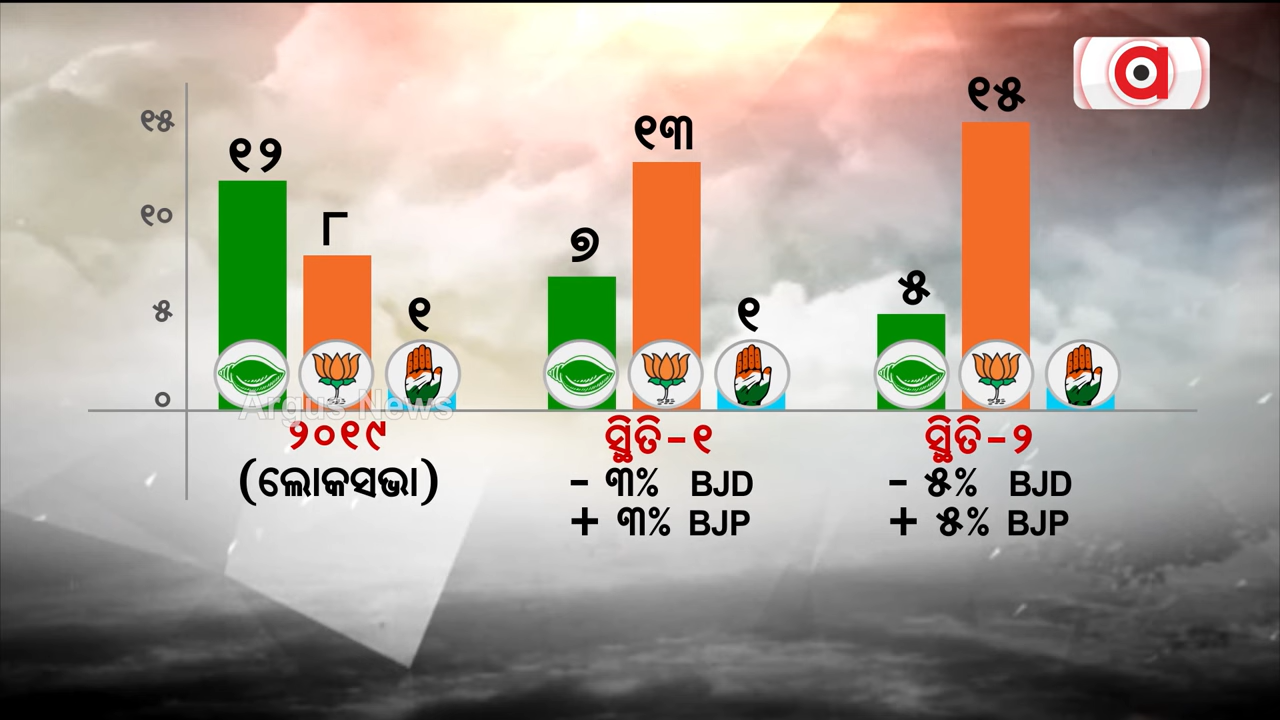 ୧୫
୧୦
୫
୦
୧୨
୮
୧
୭
୧୩
୧
୫
୧୫
a
Argus News
୨୦୧୯
(ଲୋକସଭା)
ସ୍ଥିତି-୧
- ୩% BJD
+ ୩% BJP
ସ୍ଥିତି-୨
- ୫% BJD
+ ୫% BJP